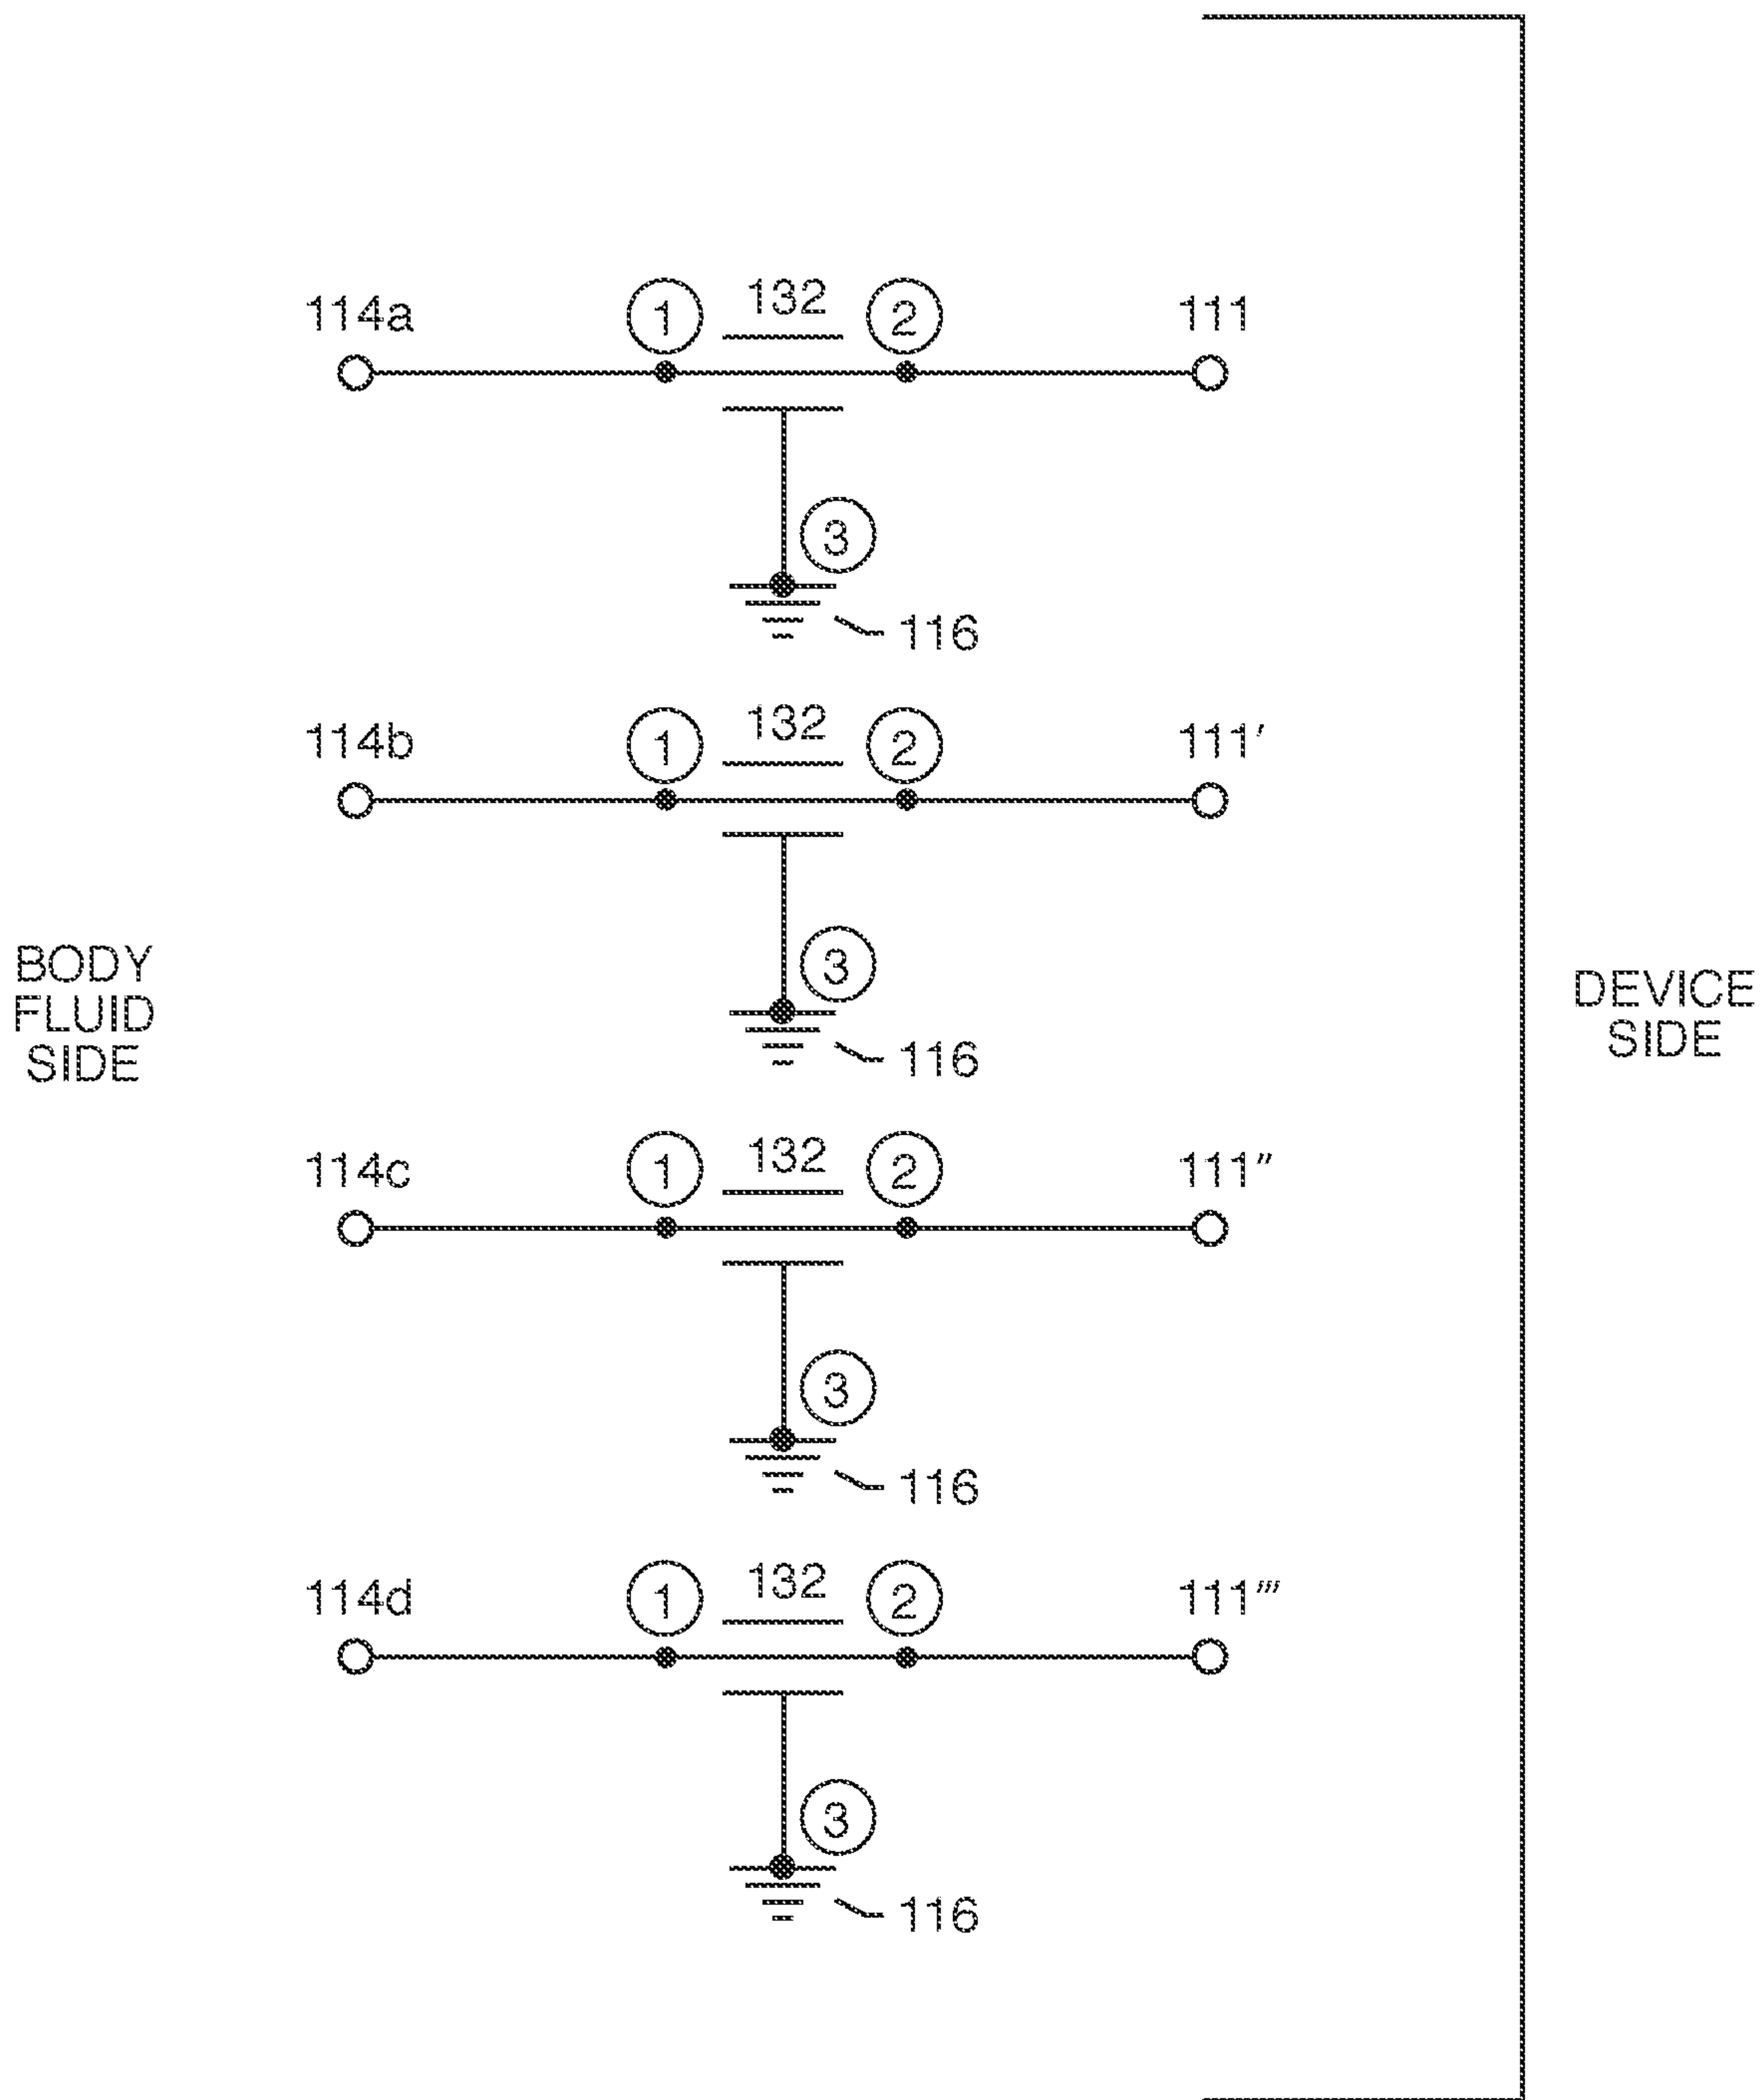 114a ① 132 ② 111
③
116
114b ① 132 ② 111′
③
116
BODY
FLUID
SIDE
DEVICE
SIDE
114c ① 132 ② 111″
③
116
114d ① 132 ② 111‴
③
116